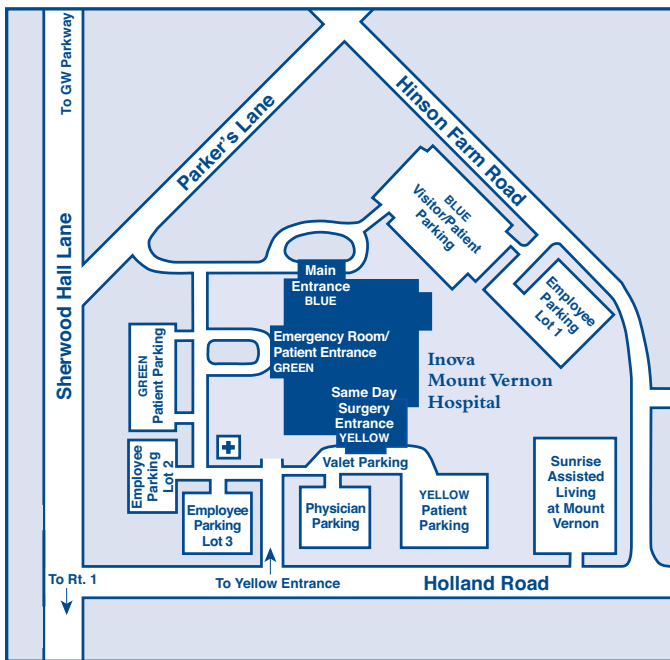 To GW Parkway
Parker's Lane
Hinson Farm Road
Sherwood Hall Lane
BLUE
Visitor/Patient
Parking
Main
Entrance
BLUE
Employee
Parking
Lot 1
Emergency Room/
Patient Entrance
GREEN
GREEN
Patient Parking
Inova
Mount Vernon
Hospital
Same Day
Surgery
Entrance
YELLOW
Valet Parking
Employee
Parking
Lot 2
Employee
Parking
Lot 3
Physician
Parking
YELLOW
Patient
Parking
Sunrise
Assisted
Living
at Mount
Vernon
To Rt. 1
To Yellow Entrance
Holland Road